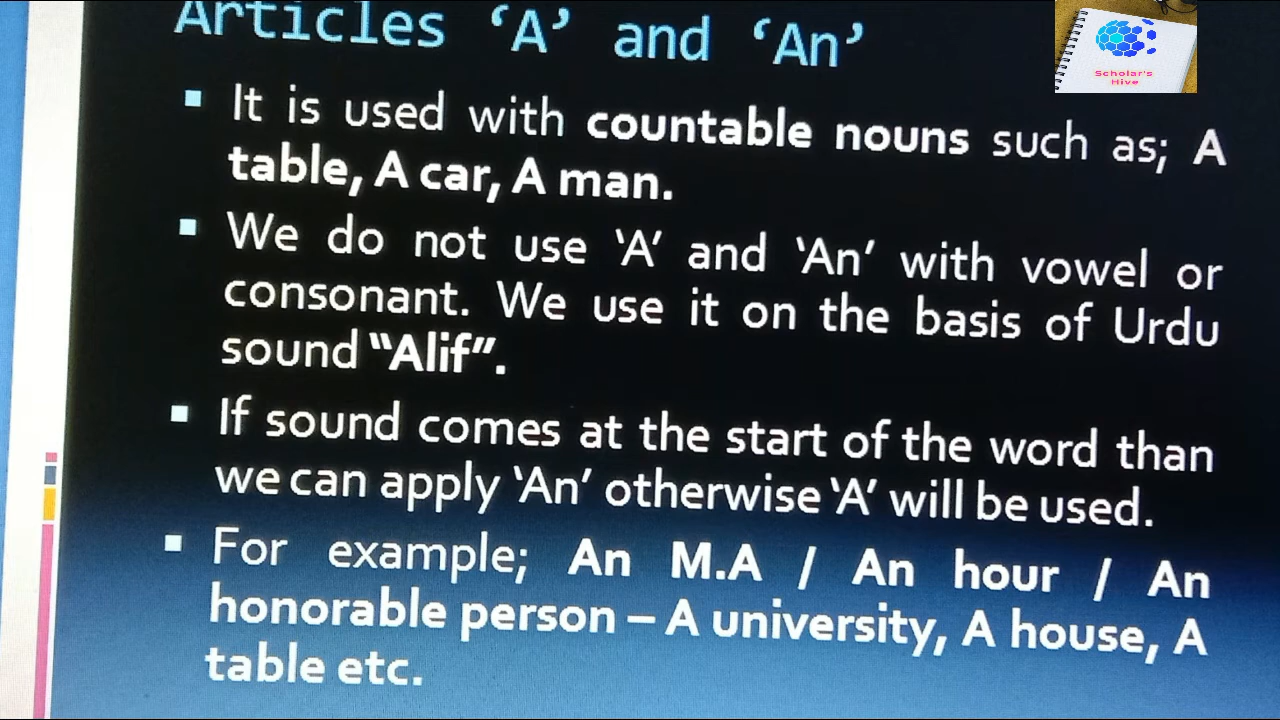 Articles ‘A’ and ‘An’
Scholar's
Hive
▪ It is used with countable nouns such as; A
table, A car, A man.
▪ We do not use ‘A’ and ‘An’ with vowel or
consonant. We use it on the basis of Urdu
sound “Alif”.
▪ If sound comes at the start of the word than
we can apply ‘An’ otherwise ‘A’ will be used.
▪ For example; An M.A / An hour / An
honorable person – A university, A house, A
table etc.